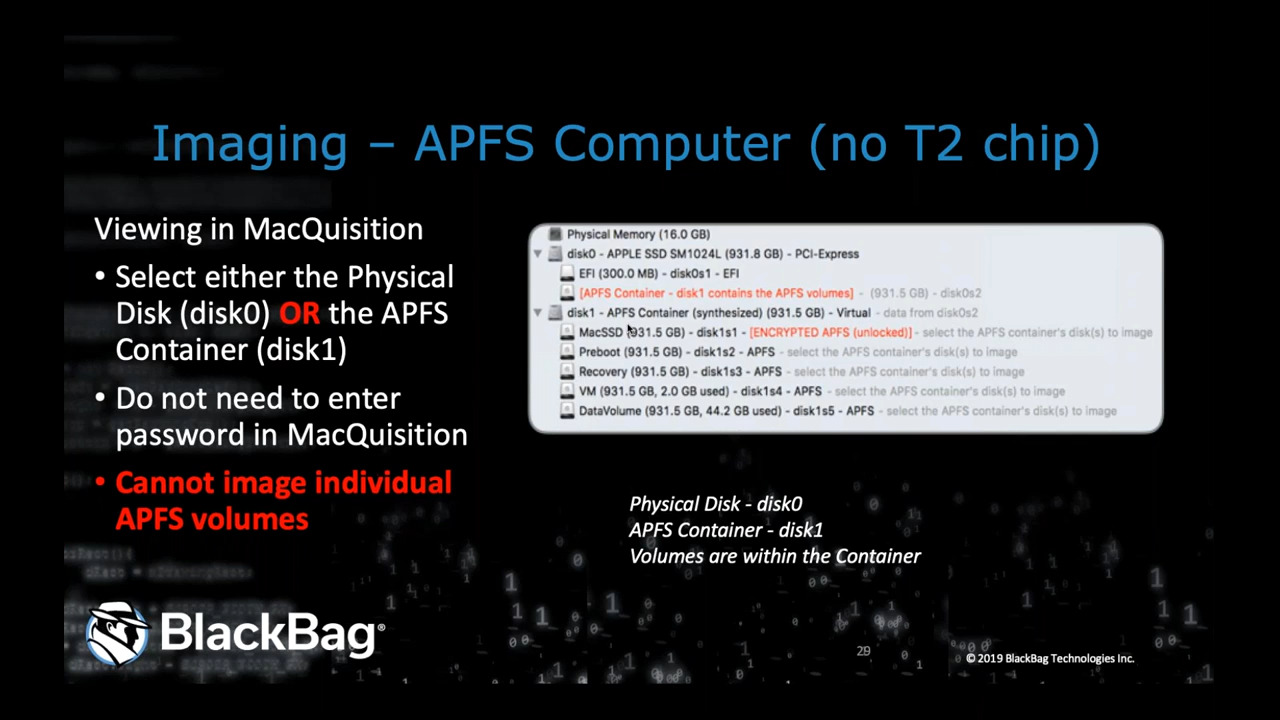 Imaging – APFS Computer (no T2 chip)
Viewing in MacQuisition
• Select either the Physical
Disk (disk0) OR the APFS
Container (disk1)
• Do not need to enter
password in MacQuisition
• Cannot image individual
APFS volumes
Physical Memory (16.0 GB)
disk0 - APPLE SSD SM1024L (931.8 GB) - PCI-Express
EFI (300.0 MB) - disk0s1 - EFI
[APFS Container - disk1 contains the APFS volumes] - (931.5 GB) - disk0s2
disk1 - APFS Container (synthesized) (931.5 GB) - Virtual - data from disk0s2
MacSSD (931.5 GB) - disk1s1 - [ENCRYPTED APFS (unlocked)] - select the APFS container's disk(s) to image
Preboot (931.5 GB) - disk1s2 - APFS - select the APFS container's disk(s) to image
Recovery (931.5 GB) - disk1s3 - APFS - select the APFS container's disk(s) to image
VM (931.5 GB, 2.0 GB used) - disk1s4 - APFS - select the APFS container's disk(s) to image
DataVolume (931.5 GB, 44.2 GB used) - disk1s5 - APFS - select the APFS container's disk(s) to image
Physical Disk - disk0
APFS Container - disk1
Volumes are within the Container
BlackBag®
29
© 2019 BlackBag Technologies Inc.